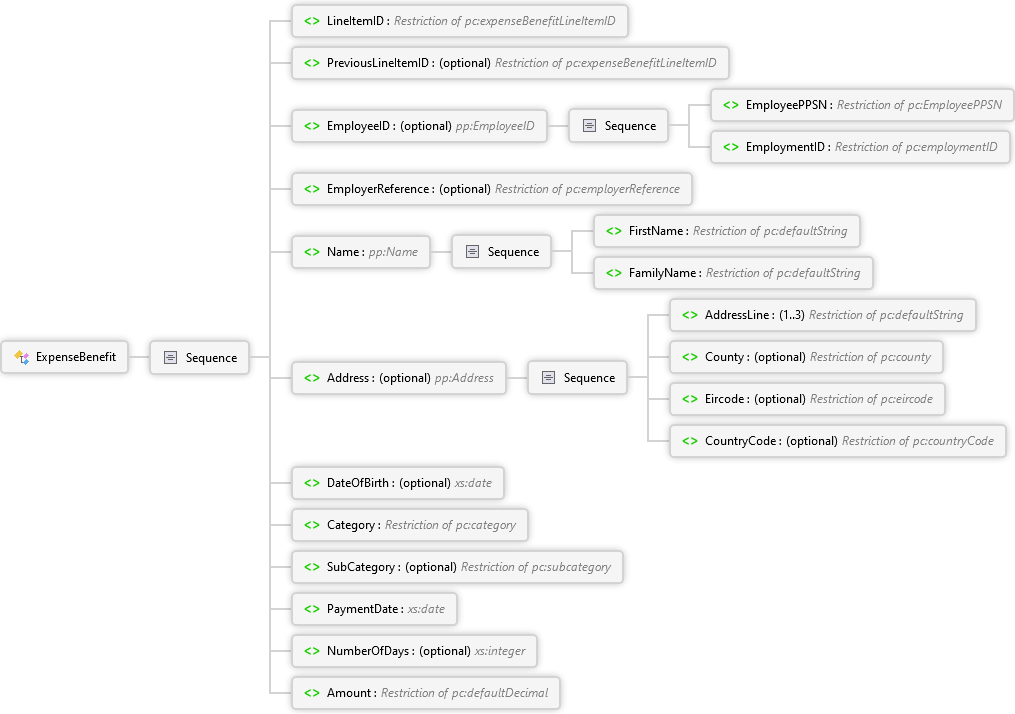 LineItemID : Restriction of pc:expenseBenefitLineItemID
PreviousLineItemID : (optional) Restriction of pc:expenseBenefitLineItemID
EmployeeID : (optional) pp:EmployeeID
Sequence
EmployeePPSN : Restriction of pc:EmployeePPSN
EmploymentID : Restriction of pc:employmentID
EmployerReference : (optional) Restriction of pc:employerReference
Name : pp:Name
Sequence
FirstName : Restriction of pc:defaultString
FamilyName : Restriction of pc:defaultString
ExpenseBenefit
Sequence
Address : (optional) pp:Address
Sequence
AddressLine : (1..3) Restriction of pc:defaultString
County : (optional) Restriction of pc:county
Eircode : (optional) Restriction of pc:eircode
CountryCode : (optional) Restriction of pc:countryCode
DateOfBirth : (optional) xs:date
Category : Restriction of pc:category
SubCategory : (optional) Restriction of pc:subcategory
PaymentDate : xs:date
NumberOfDays : (optional) xs:integer
Amount : Restriction of pc:defaultDecimal